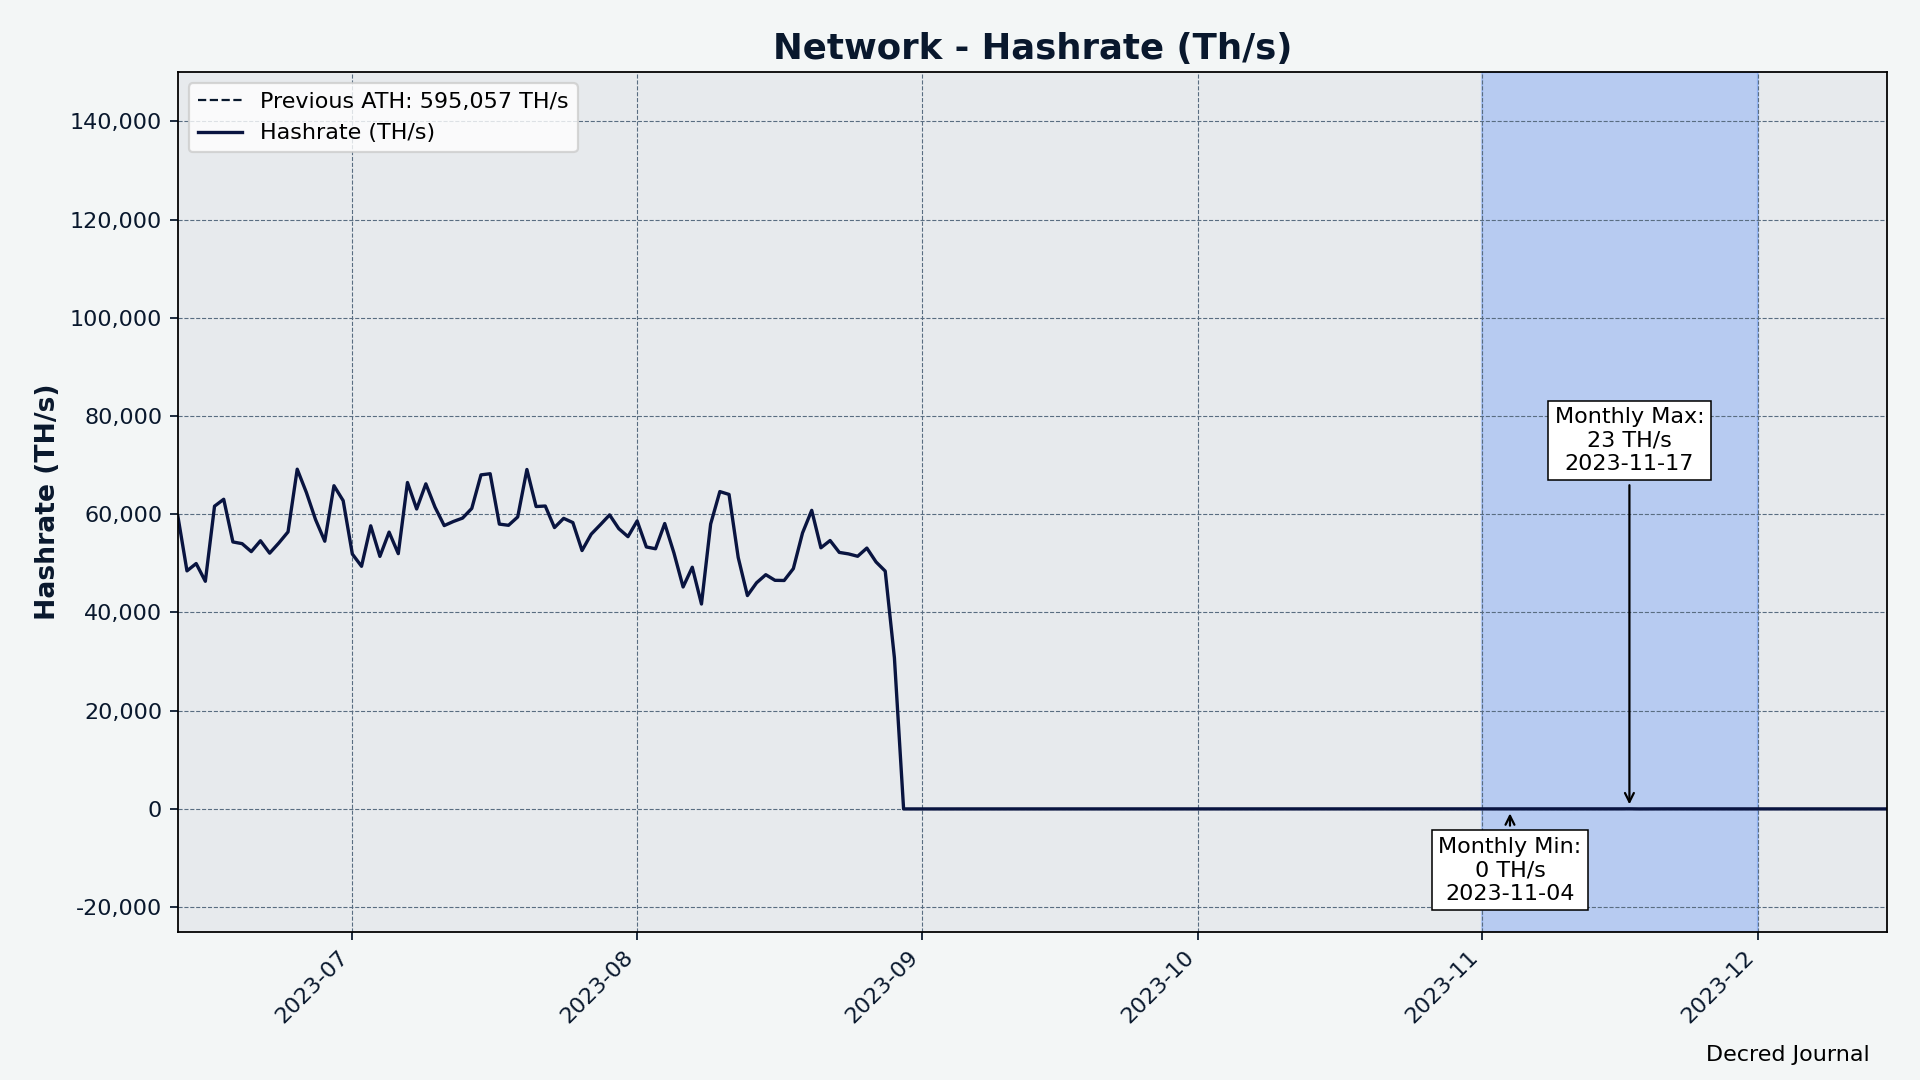 Network - Hashrate (Th/s)
Previous ATH: 595,057 TH/s
Hashrate (TH/s)
Hashrate (TH/s)
140,000
120,000
100,000
80,000
60,000
40,000
20,000
0
-20,000
Monthly Max:
23 TH/s
2023-11-17
Monthly Min:
0 TH/s
2023-11-04
2023-07
2023-08
2023-09
2023-10
2023-11
2023-12
Decred Journal